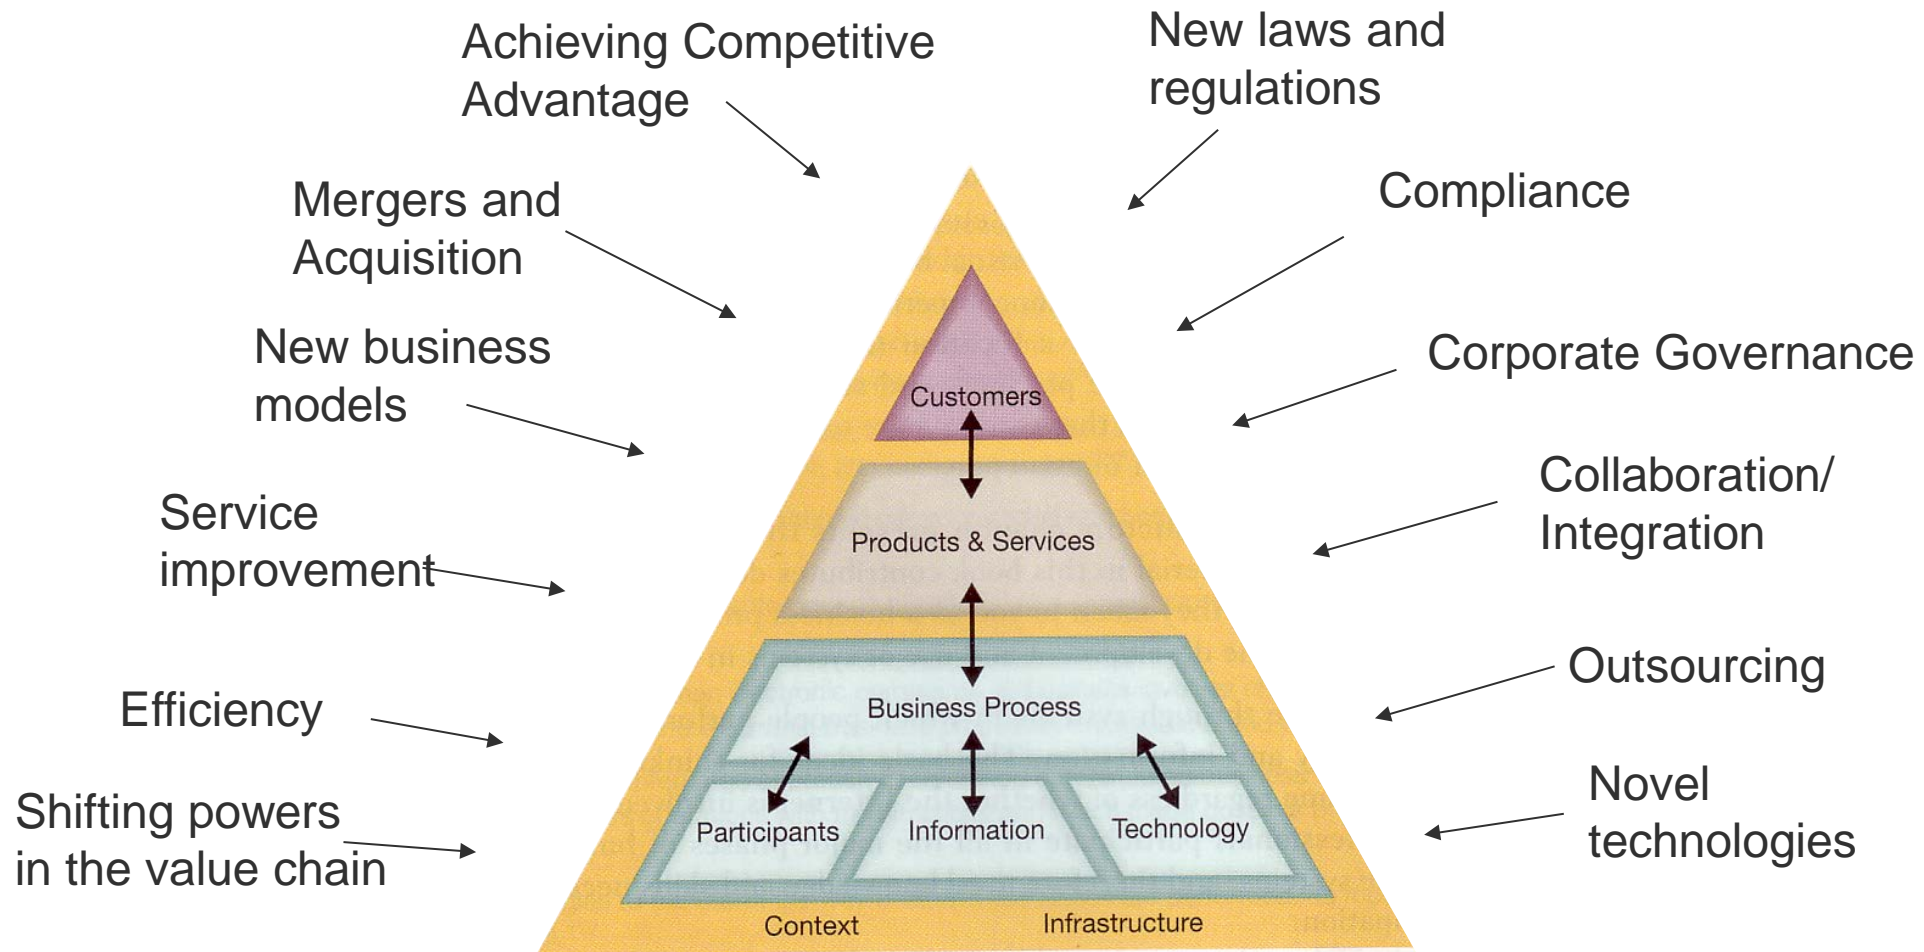 Achieving Competitive
Advantage
New laws and
regulations
Mergers and
Acquisition
Compliance
New business
models
Corporate Governance
Customers
Collaboration/
Integration
Service
improvement
Products & Services
Outsourcing
Efficiency
Business Process
Novel
technologies
Shifting powers
in the value chain
Participants
Information
Technology
Context
Infrastructure